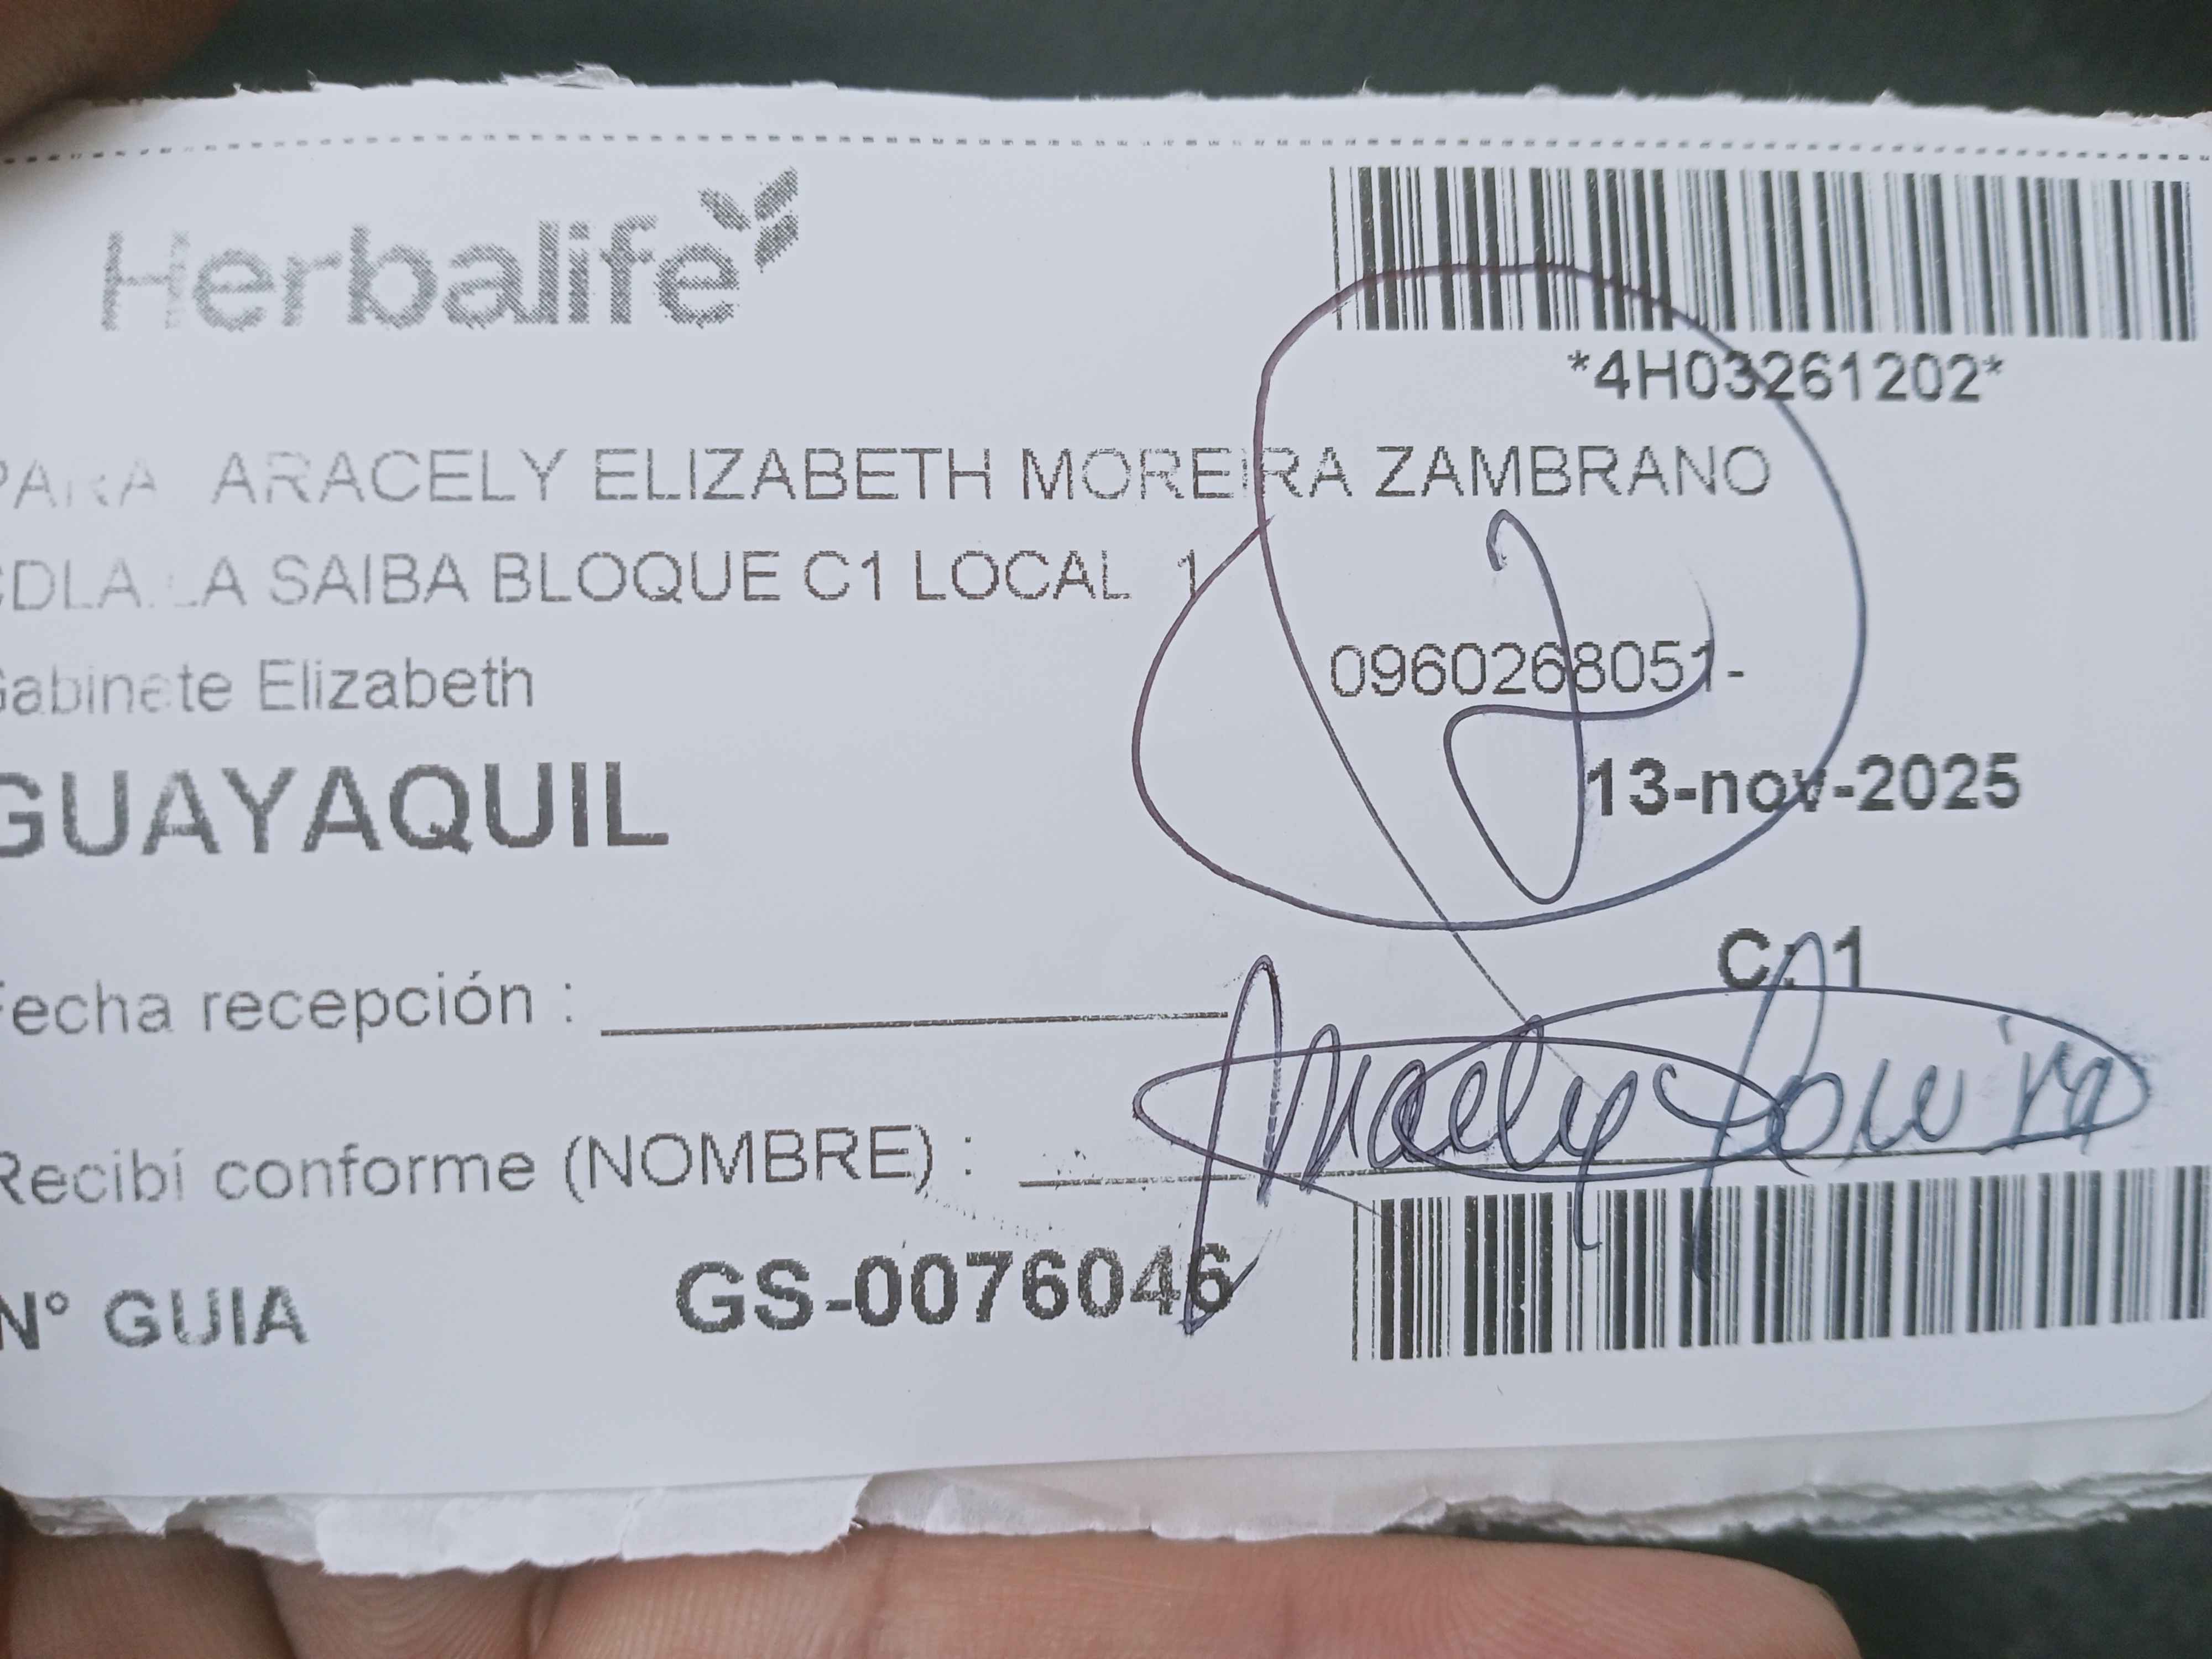 Herbalife
*4H03261202*
PARA ARACELY ELIZABETH MOREIRA ZAMBRANO
CDLA. LA SAIBA BLOQUE C1 LOCAL 1
Gabinete Elizabeth
0960268051-
GUAYAQUIL
13-nov-2025
C: 1
Fecha recepción :
Recibí conforme (NOMBRE) :
N° GUIA GS-0076046